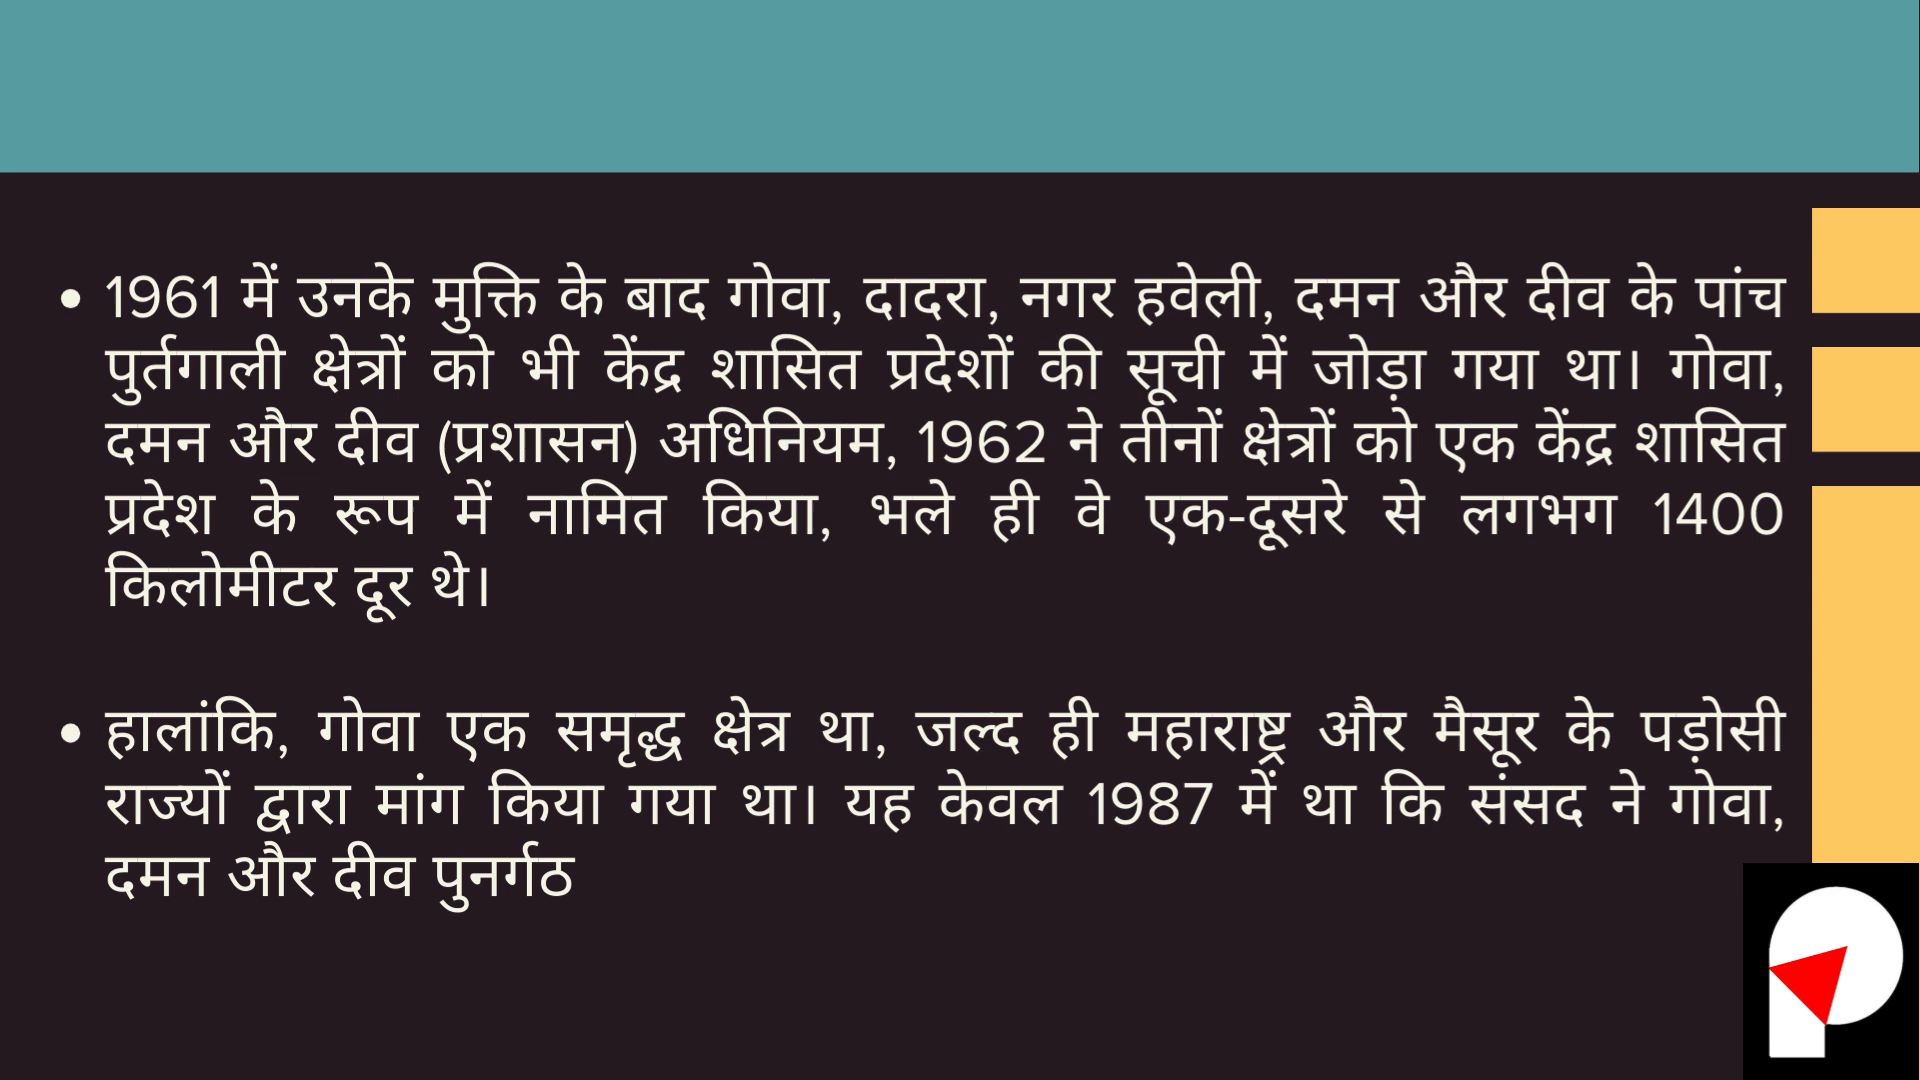 • 1961 में उनके मुक्ति के बाद गोवा, दादरा, नगर हवेली, दमन और दीव के पांच
पुर्तगाली क्षेत्रों को भी केंद्र शासित प्रदेशों की सूची में जोड़ा गया था। गोवा,
दमन और दीव (प्रशासन) अधिनियम, 1962 ने तीनों क्षेत्रों को एक केंद्र शासित
प्रदेश के रूप में नामित किया, भले ही वे एक-दूसरे से लगभग 1400
किलोमीटर दूर थे।
• हालांकि, गोवा एक समृद्ध क्षेत्र था, जल्द ही महाराष्ट्र और मैसूर के पड़ोसी
राज्यों द्वारा मांग किया गया था। यह केवल 1987 में था कि संसद ने गोवा,
दमन और दीव पुनर्गठ